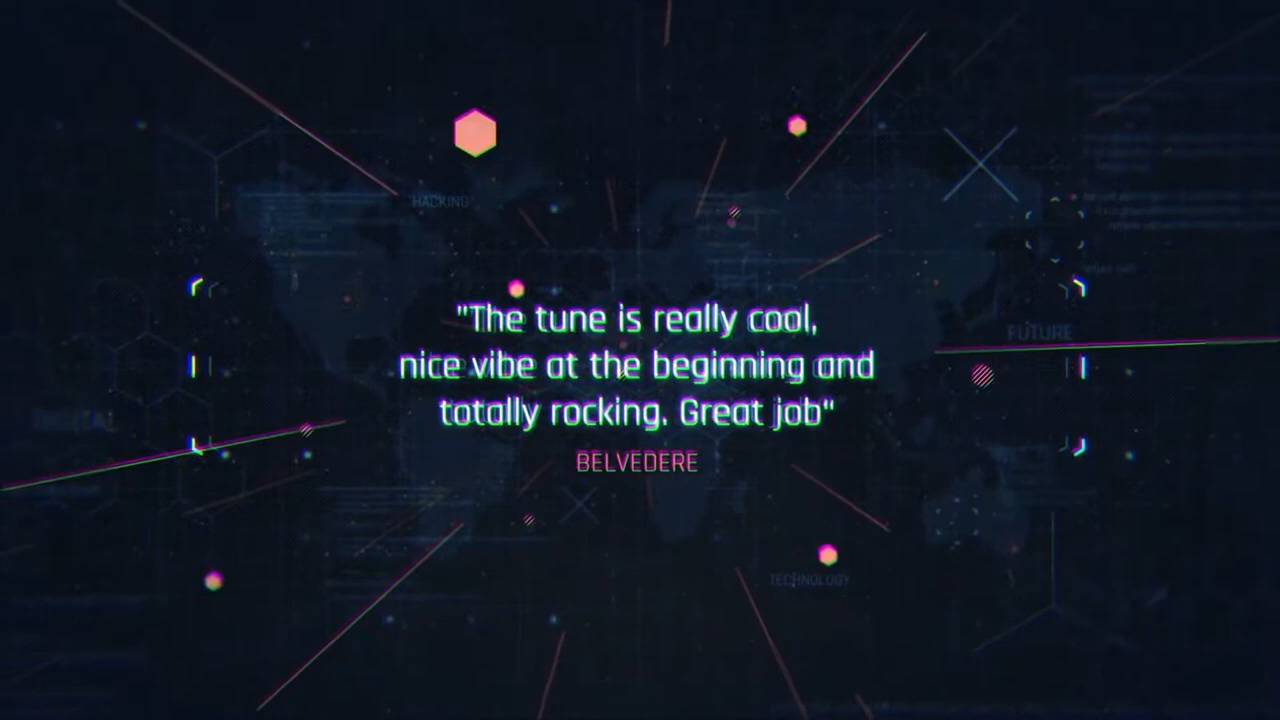 HACKING
FUTURE
"The tune is really cool,
nice vibe at the beginning and
totally rocking. Great job"
BELVEDERE
TECHNOLOGY